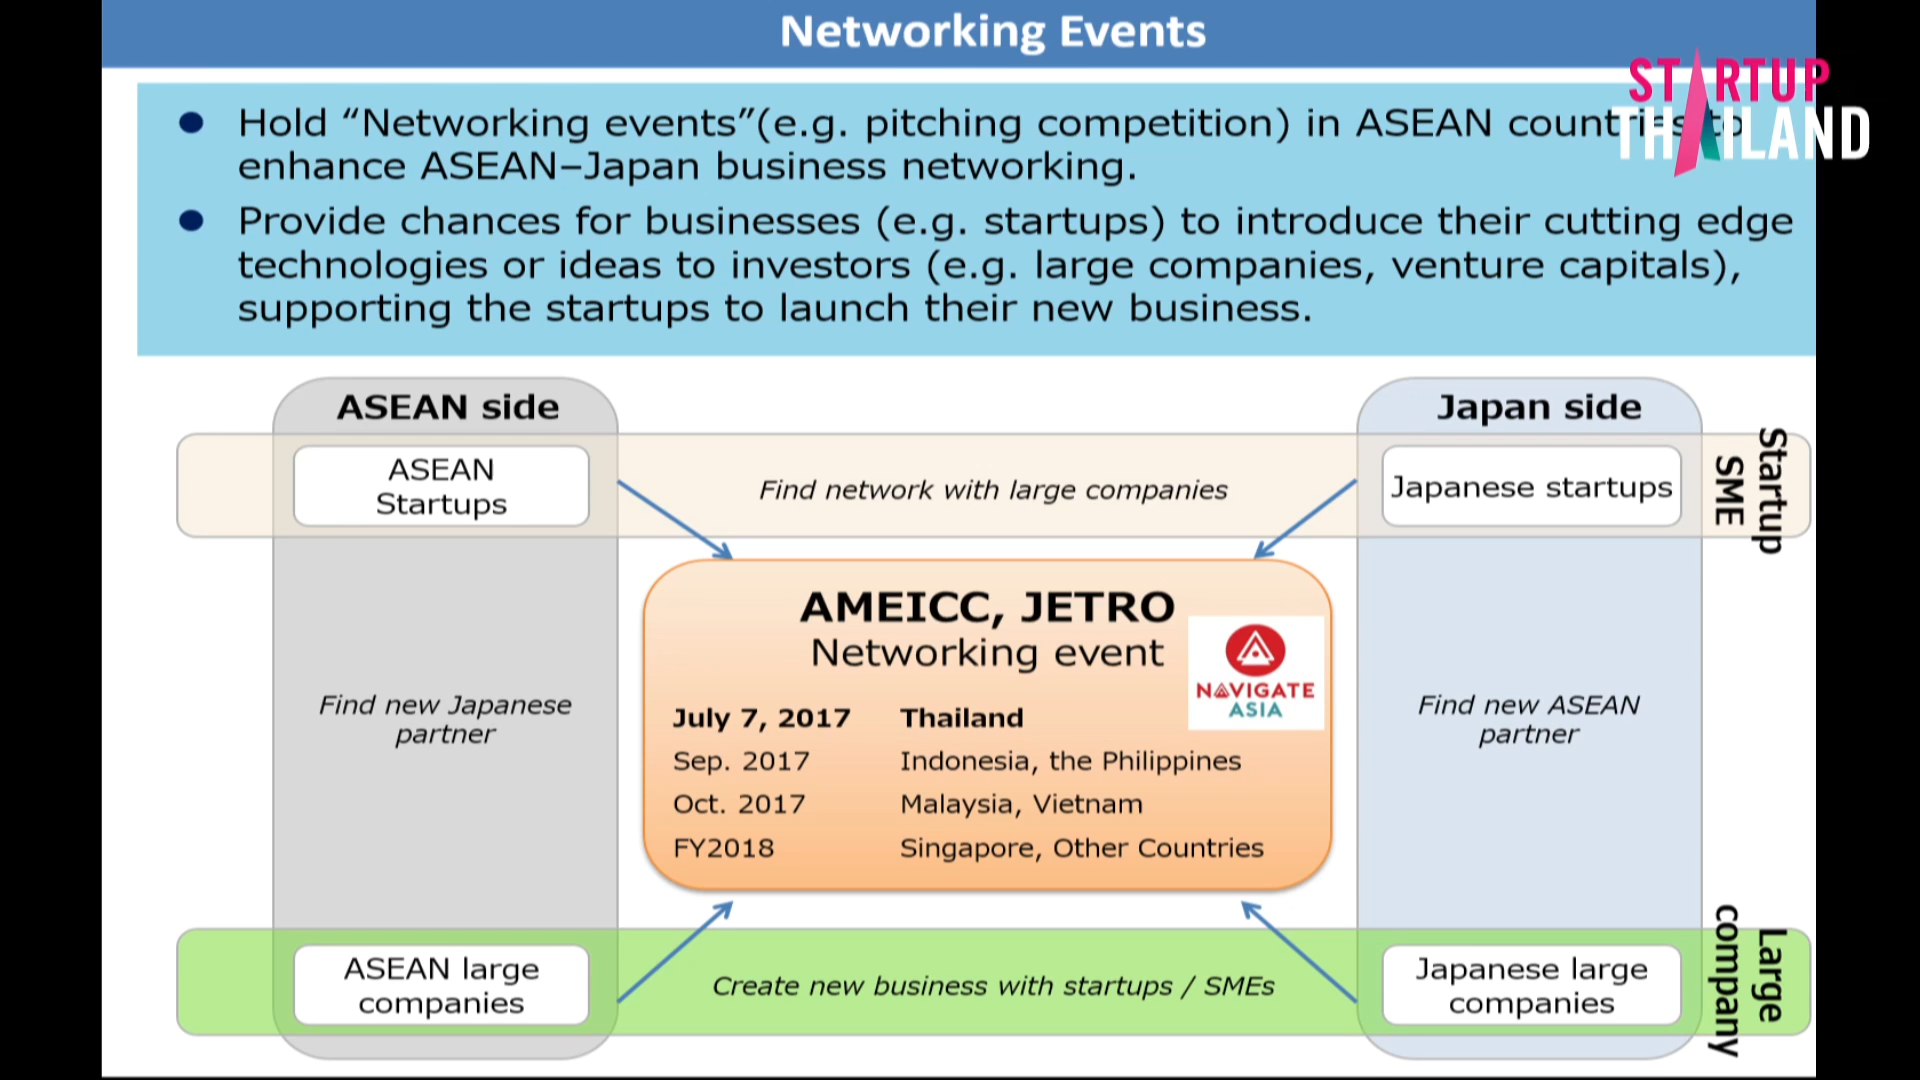 Networking Events
STARTUP
THAILAND
● Hold “Networking events”(e.g. pitching competition) in ASEAN to
enhance ASEAN–Japan business networking.
● Provide chances for businesses (e.g. startups) to introduce their cutting edge
technologies or ideas to investors (e.g. large companies, venture capitals),
supporting the startups to launch their new business.
ASEAN side
Japan side
ASEAN
Startups
Find network with large companies
Japanese startups
Startup
SME
AMEICC, JETRO
Networking event
NAVIGATE
ASIA
July 7, 2017 Thailand
Sep. 2017 Indonesia, the Philippines
Oct. 2017 Malaysia, Vietnam
FY2018 Singapore, Other Countries
Find new Japanese
partner
Find new ASEAN
partner
ASEAN large
companies
Create new business with startups / SMEs
Japanese large
companies
Large
company